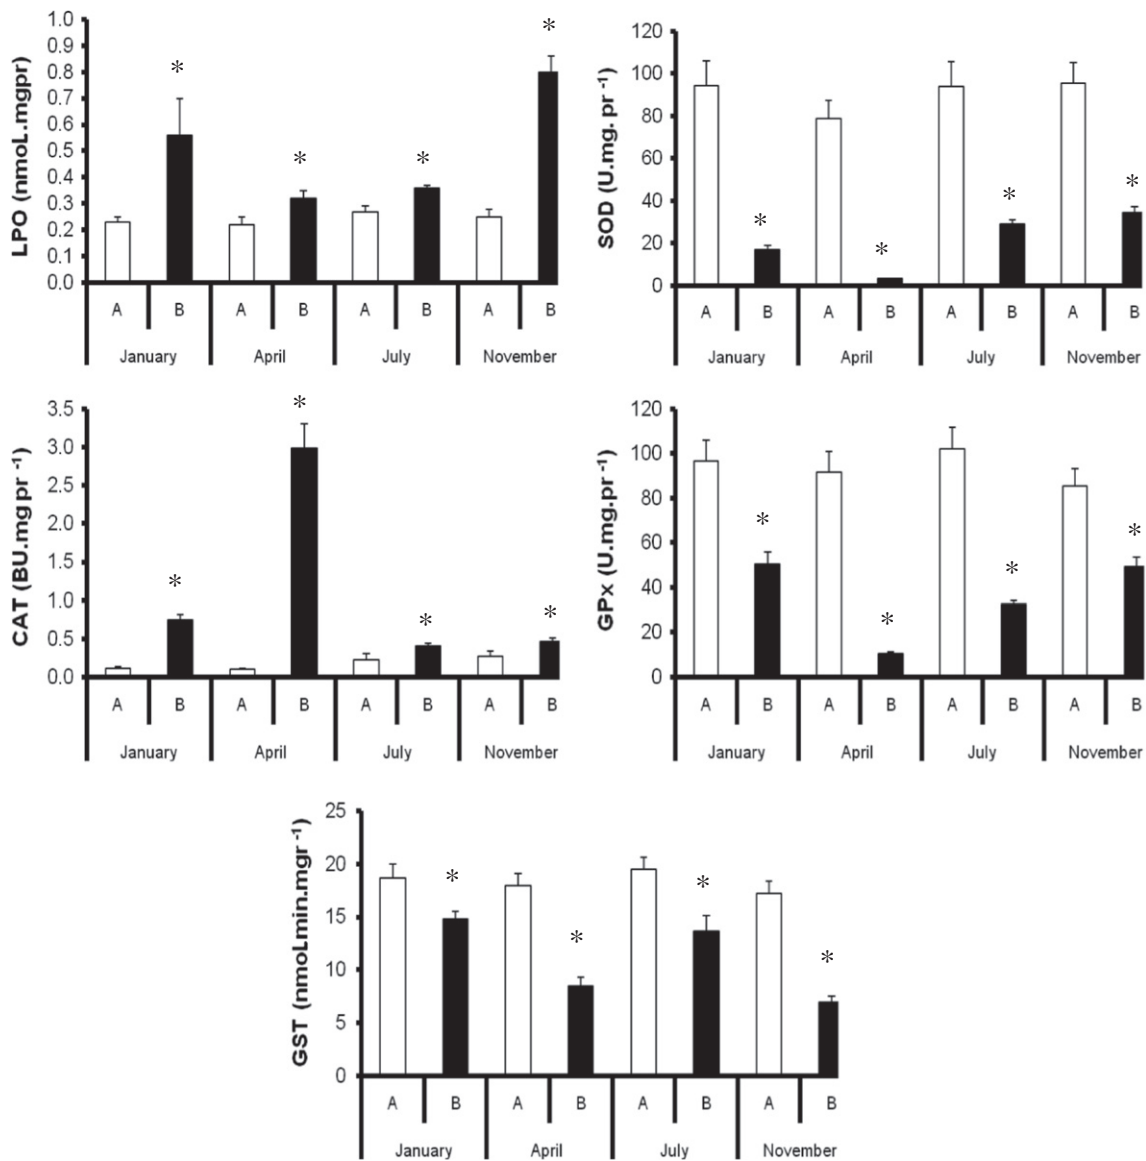 LPO (nmoL.mgpr)
1.0
0.9
0.8
0.7
0.6
0.5
0.4
0.3
0.2
0.1
0.0
* * * *
A B A B A B A B
January April July November
SOD (U.mg. pr -1)
120
100
80
60
40
20
0
* * * *
A B A B A B A B
January April July November
CAT (BU.mg pr -1)
3.5
3.0
2.5
2.0
1.5
1.0
0.5
0.0
* * * *
A B A B A B A B
January April July November
GPx (U.mg.pr-1)
120
100
80
60
40
20
0
* * * *
A B A B A B A B
January April July November
GST (nmoLmin.mgr -1)
25
20
15
10
5
0
* * * *
A B A B A B A B
January April July November